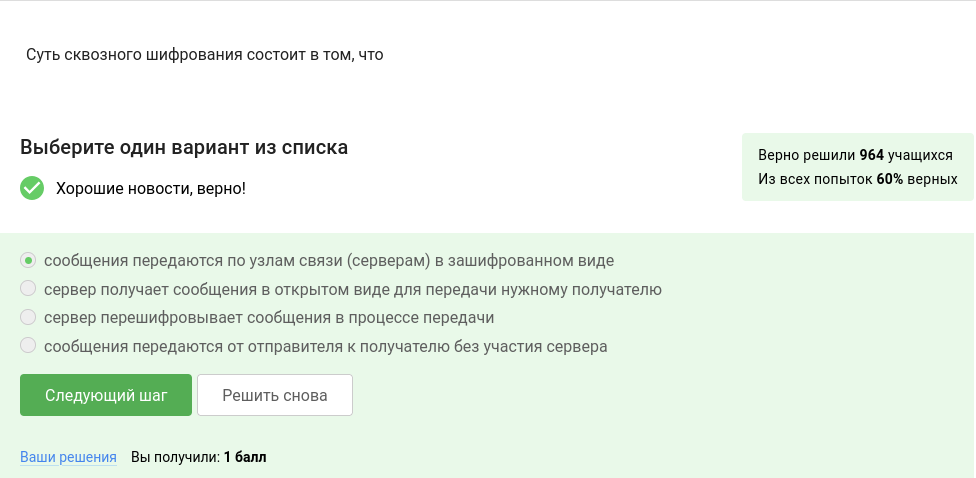 Суть сквозного шифрования состоит в том, что
Выберите один вариант из списка
Хорошие новости, верно!
Верно решили 964 учащихся
Из всех попыток 60% верных
сообщения передаются по узлам связи (серверам) в зашифрованном виде
сервер получает сообщения в открытом виде для передачи нужному получателю
сервер перешифровывает сообщения в процессе передачи
сообщения передаются от отправителя к получателю без участия сервера
Следующий шаг
Решить снова
Ваши решения Вы получили: 1 балл